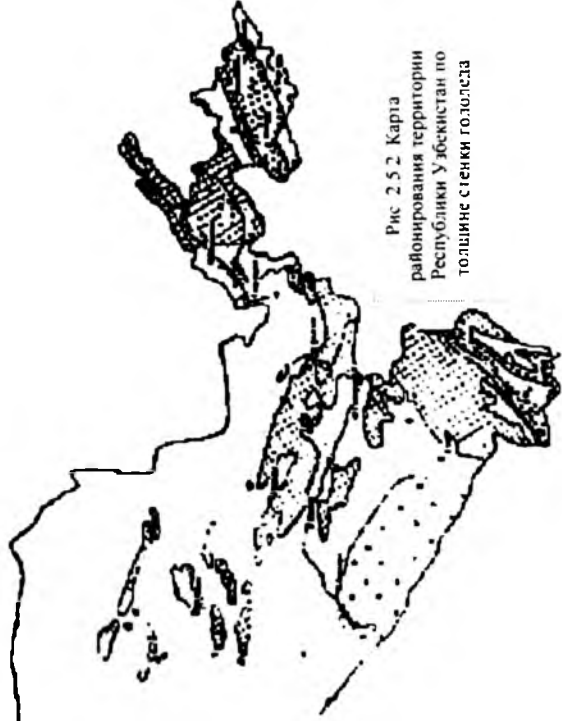 Рис 2 5 2 Карта
районирования территории
Республики Узбекистан по
толщине стенки гололеда